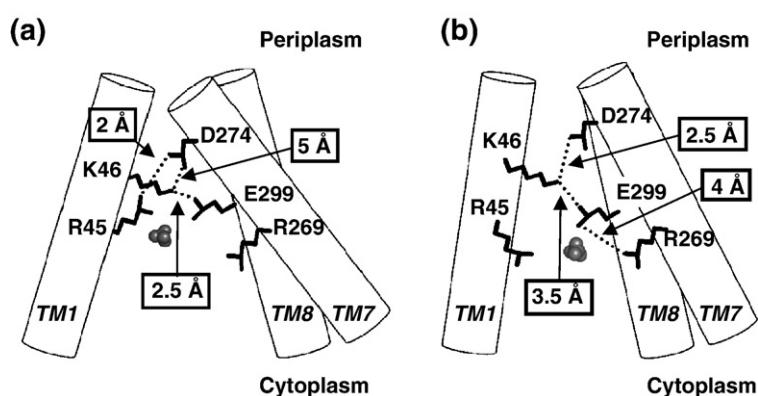 (a)
Periplasm
2 Å
D274
5 Å
K46
E299
R45
R269
2.5 Å
TM1
TM8
TM7
Cytoplasm
(b)
Periplasm
D274
K46
2.5 Å
E299
4 Å
R45
R269
3.5 Å
TM1
TM8
TM7
Cytoplasm